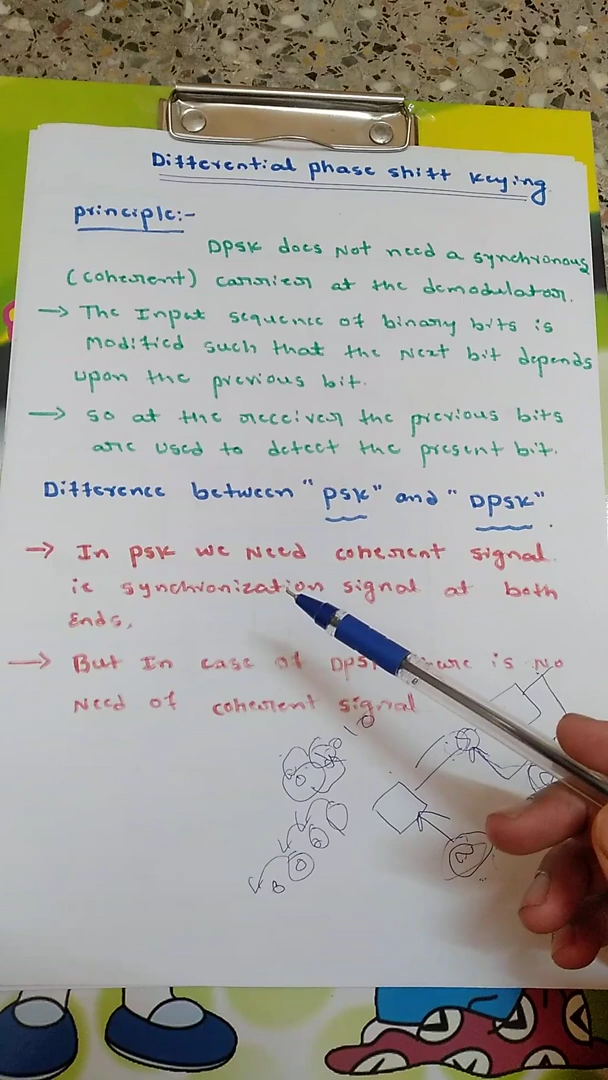 Differential phase shift keying
principle:-
DPSK does Not need a synchronous
(coherent) carrier at the demodulator.
→ The Input sequence of binary bits is
Modified such that the Next bit depends
upon the previous bit.
→ so at the receiver the previous bits
are used to detect the present bit.
Difference between "PSK" and "DPSK".
→ In PSK we Need coherent signal.
ie synchronization signal at both
Ends.
→ But In case of is No
Need of coherent signal